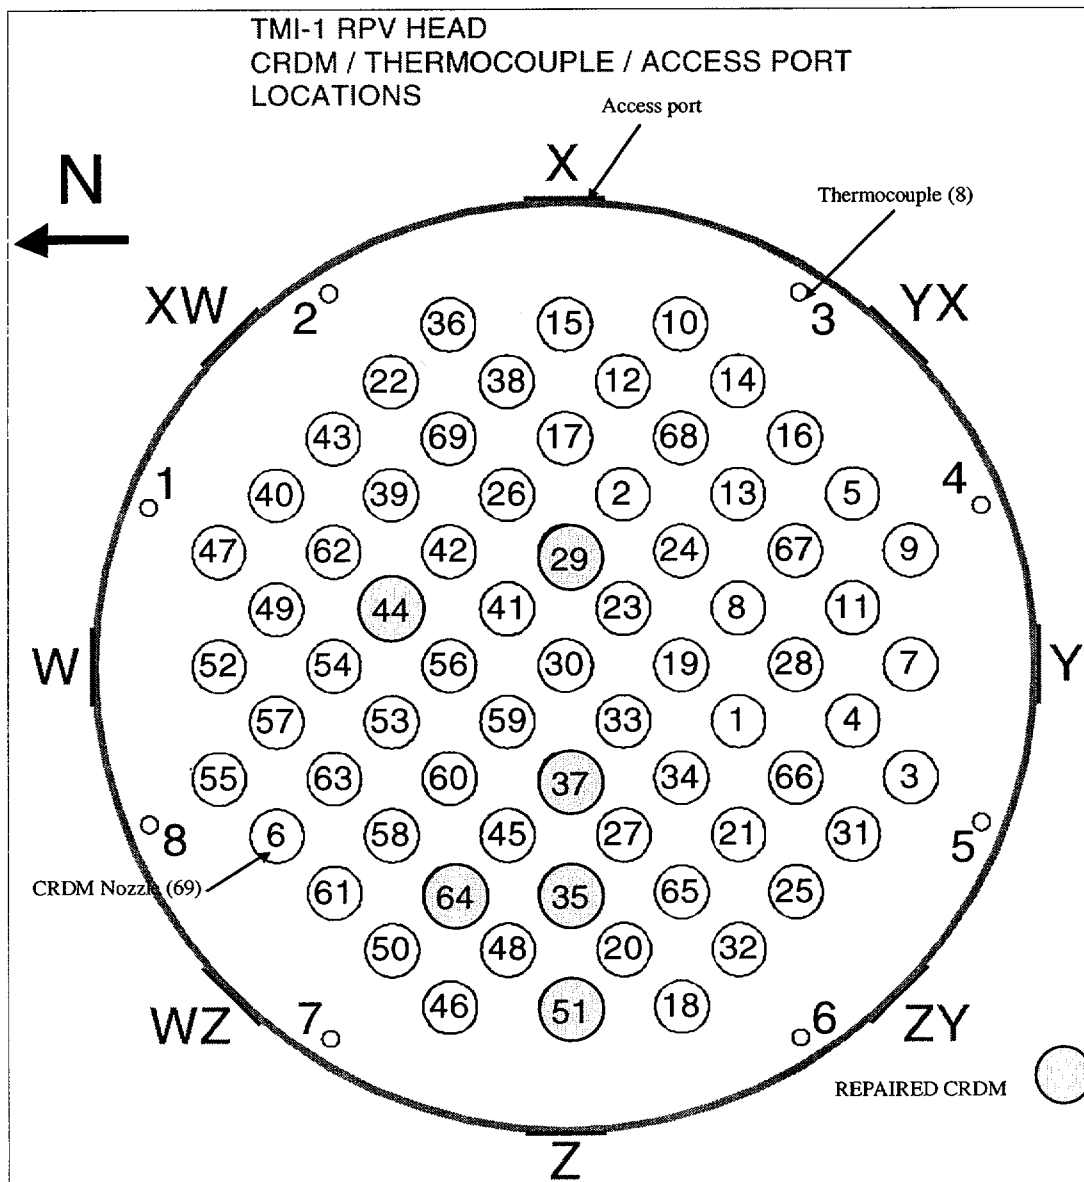 TMI-1 RPV HEAD
CRDM / THERMOCOUPLE / ACCESS PORT
LOCATIONS
Access port
X
N
Thermocouple (8)
XW
2
3
YX
36 15 10
22 38 12 14
43 69 17 68 16
1
4
40 39 26 2 13 5
47 62 42 29 24 67 9
49 44 41 23 8 11
W
52 54 56 30 19 28 7
Y
57 53 59 33 1 4
55 63 60 37 34 66 3
8
5
6 58 45 27 21 31
CRDM Nozzle (69)
61 64 35 65 25
50 48 20 32
46 51 18
WZ
7
6
ZY
REPAIRED CRDM
Z